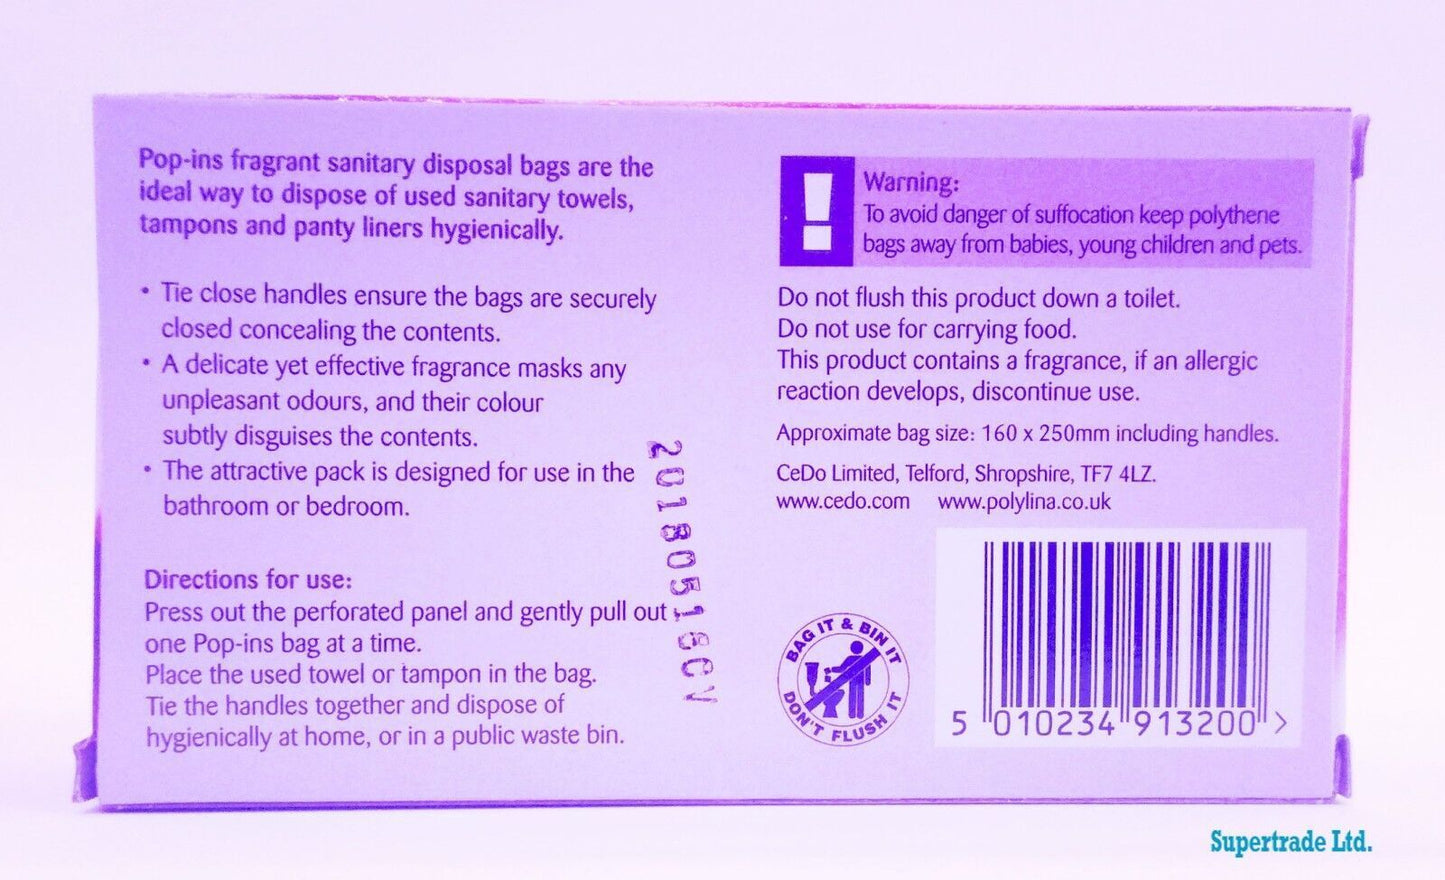 Pop-ins fragrant sanitary disposal bags are the
ideal way to dispose of used sanitary towels,
tampons and panty liners hygienically.
• Tie close handles ensure the bags are securely
closed concealing the contents.
• A delicate yet effective fragrance masks any
unpleasant odours, and their colour
subtly disguises the contents.
• The attractive pack is designed for use in the
bathroom or bedroom.
Directions for use:
Press out the perforated panel and gently pull out
one Pop-ins bag at a time.
Place the used towel or tampon in the bag.
Tie the handles together and dispose of
hygienically at home, or in a public waste bin.
20180516CV
!
Warning:
To avoid danger of suffocation keep polythene
bags away from babies, young children and pets.
Do not flush this product down a toilet.
Do not use for carrying food.
This product contains a fragrance, if an allergic
reaction develops, discontinue use.
Approximate bag size: 160 x 250mm including handles.
CeDo Limited, Telford, Shropshire, TF7 4LZ.
www.cedo.com www.polylina.co.uk
BAG IT & BIN IT
DON'T FLUSH IT
5 010234 913200 >
Supertrade Ltd.